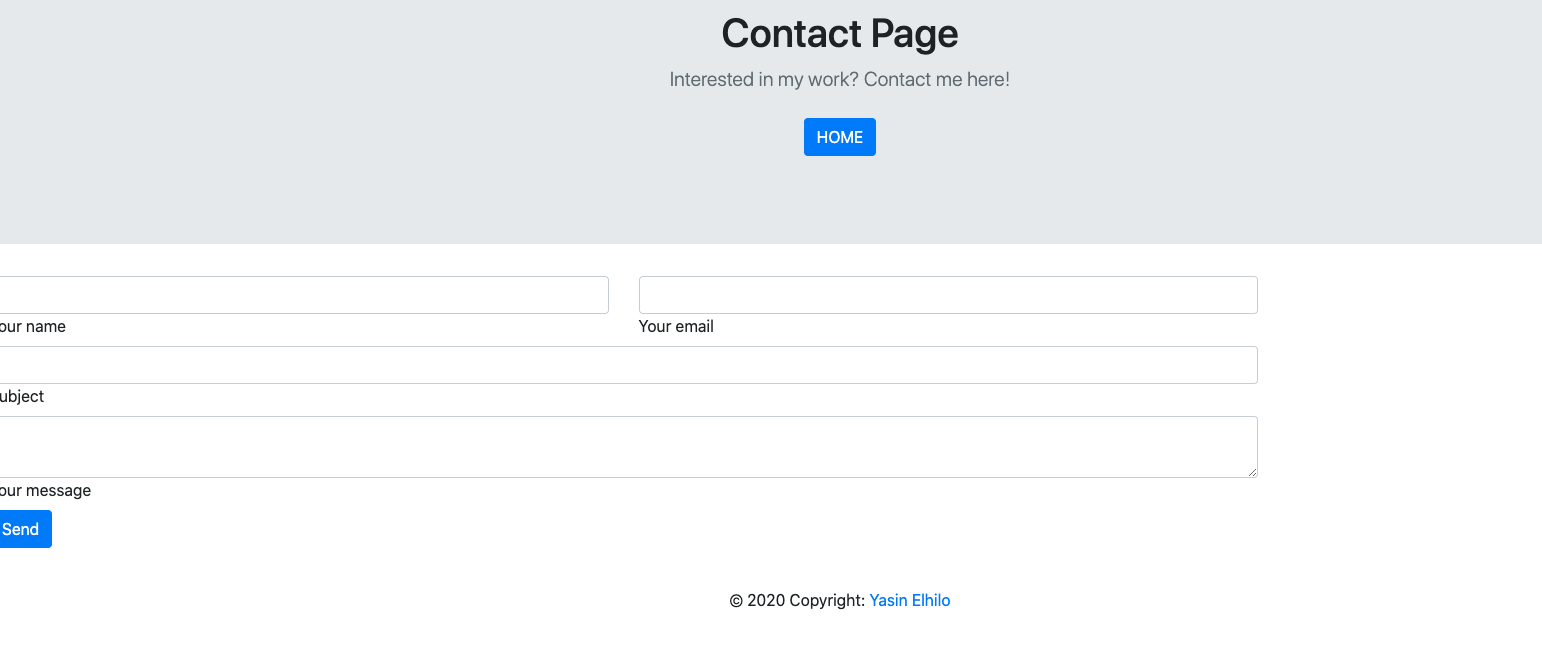 Contact Page
Interested in my work? Contact me here!
HOME
our name Your email
ubject
our message
Send
© 2020 Copyright: Yasin Elhilo